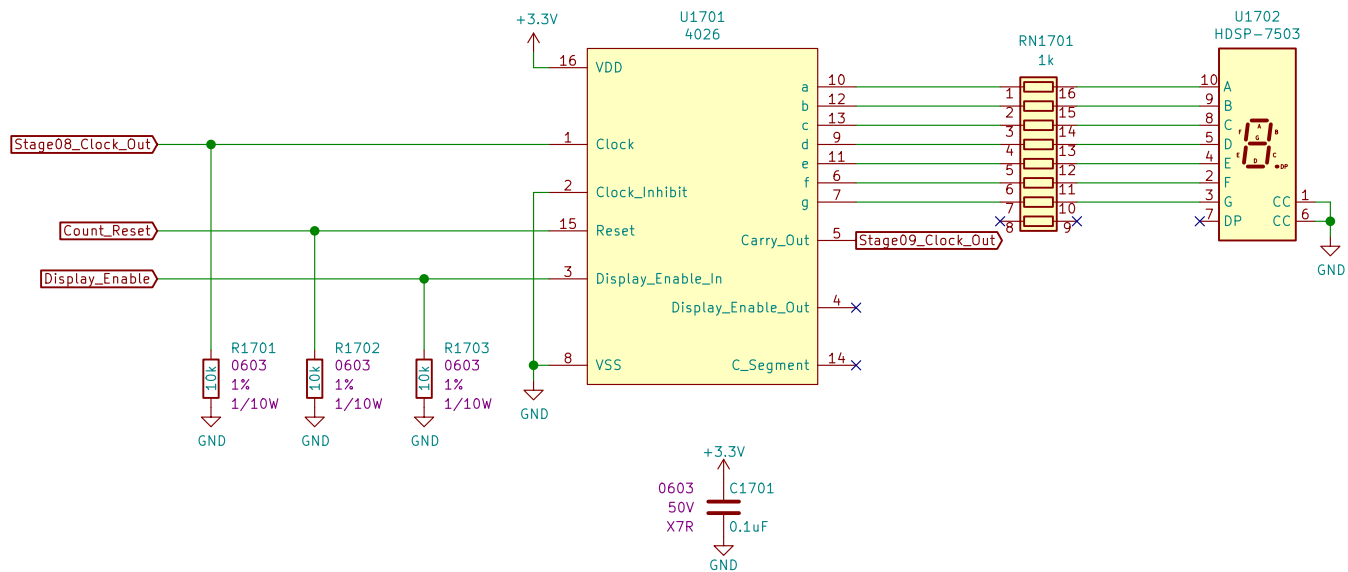 +3.3V
U1701
4026
16 VDD
Stage08_Clock_Out
1 Clock
2 Clock_Inhibit
Count_Reset
15 Reset
Display_Enable
3 Display_Enable_In
8 VSS
a 10
b 12
c 13
d 9
e 11
f 6
g 7
Carry_Out 5
Stage09_Clock_Out
Display_Enable_Out 4
C_Segment 14
GND
RN1701
1k
1 16
2 15
3 14
4 13
5 12
6 11
7 10
8 9
U1702
HDSP-7503
10 A
9 B
8 C
5 D
4 E
2 F
3 G
7 DP
CC 1
CC 6
A
F B
G
E C
D
DP
GND
R1701
10k
0603
1%
1/10W
GND
R1702
10k
0603
1%
1/10W
GND
R1703
10k
0603
1%
1/10W
GND
+3.3V
0603 C1701
50V
X7R 0.1uF
GND